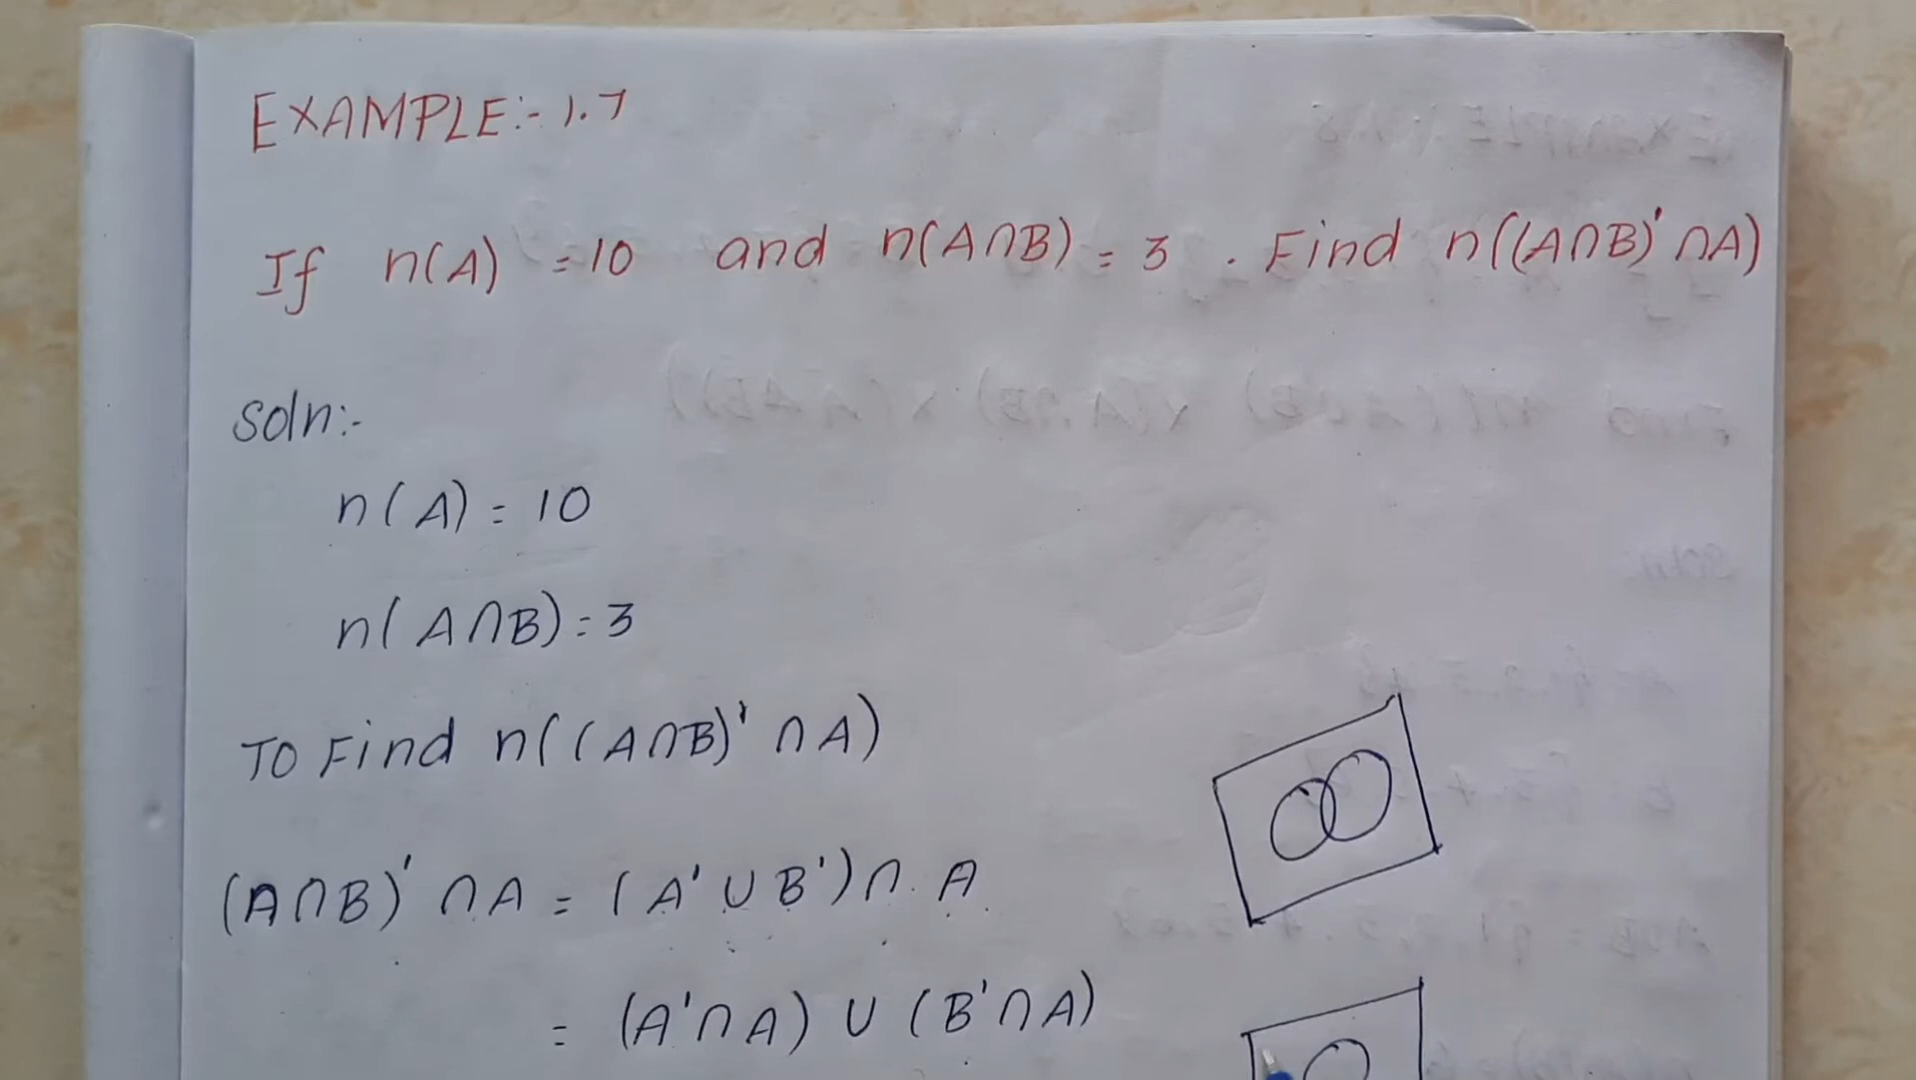 EXAMPLE:- 1.7
If n(A) = 10 and n(A∩B) = 3 . Find n((A∩B)' ∩A)
Soln:-
n(A) = 10
n(A∩B) = 3
To Find n((A∩B)' ∩A)
(A∩B)' ∩A = (A' ∪ B') ∩ A
= (A'∩A) ∪ (B'∩A)